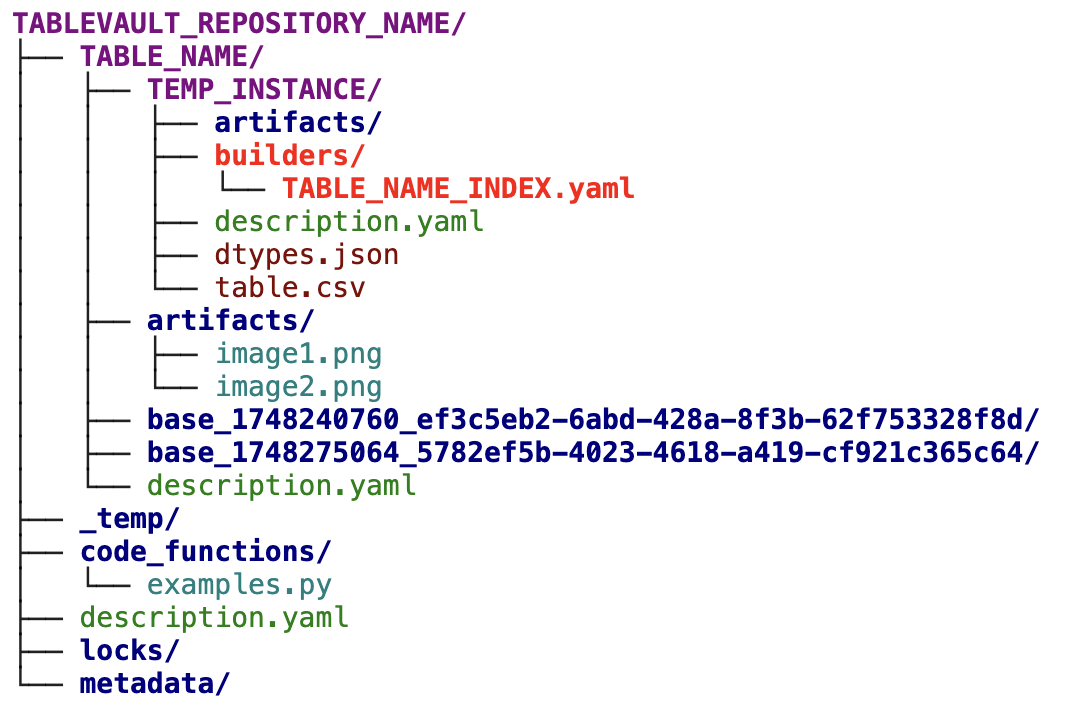 TABLEVAULT_REPOSITORY_NAME/
├── TABLE_NAME/
│   ├── TEMP_INSTANCE/
│   │   ├── artifacts/
│   │   ├── builders/
│   │   │   └── TABLE_NAME_INDEX.yaml
│   │   ├── description.yaml
│   │   ├── dtypes.json
│   │   └── table.csv
│   ├── artifacts/
│   │   ├── image1.png
│   │   └── image2.png
│   ├── base_1748240760_ef3c5eb2-6abd-428a-8f3b-62f753328f8d/
│   ├── base_1748275064_5782ef5b-4023-4618-a419-cf921c365c64/
│   └── description.yaml
├── _temp/
├── code_functions/
│   └── examples.py
├── description.yaml
├── locks/
└── metadata/